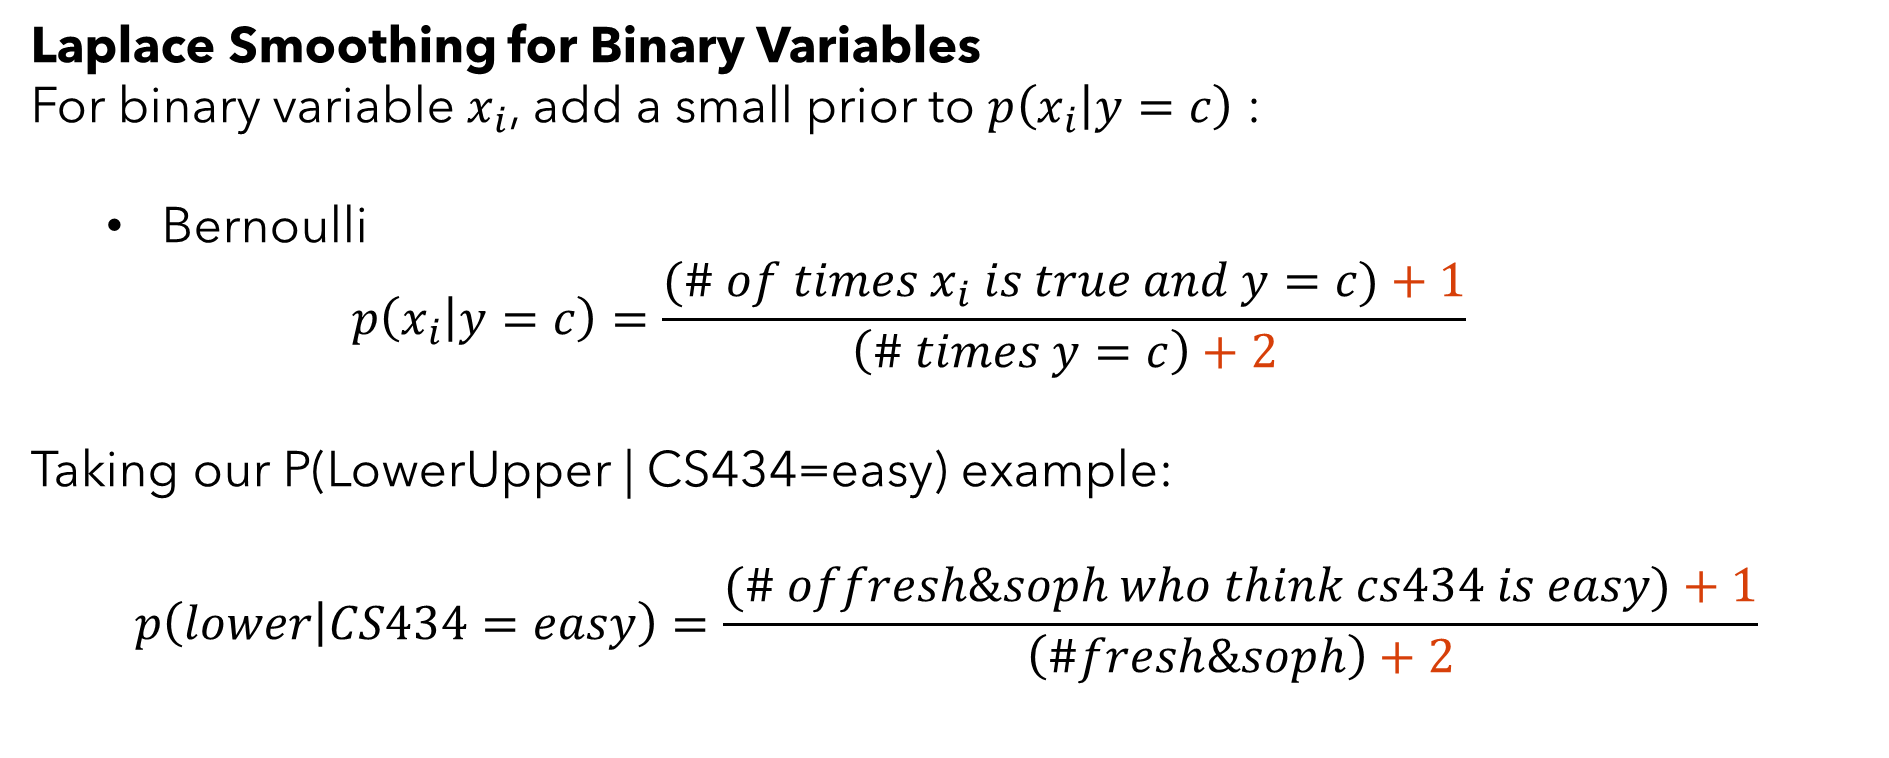 Laplace Smoothing for Binary Variables
For binary variable xᵢ, add a small prior to p(xᵢ|y = c) :
• Bernoulli
p(xᵢ|y = c) = (# of times xᵢ is true and y = c) + 1
(# times y = c) + 2
Taking our P(LowerUpper | CS434=easy) example:
p(lower|CS434 = easy) = (# offresh&soph who think cs434 is easy) + 1
(#fresh&soph) + 2